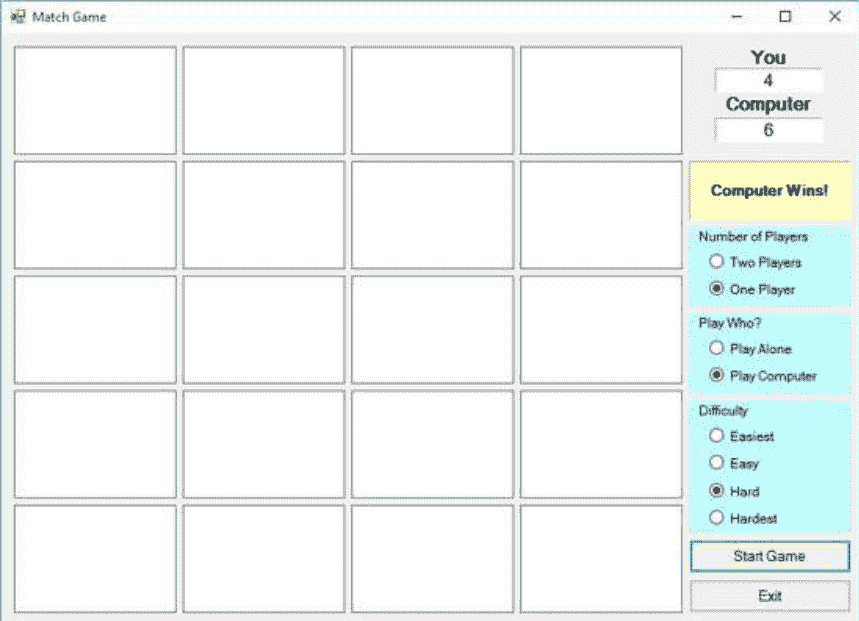 Match Game
You
4
Computer
6
Computer Wins!
Number of Players
Two Players
One Player
Play Who?
Play Alone
Play Computer
Difficulty
Easiest
Easy
Hard
Hardest
Start Game
Exit